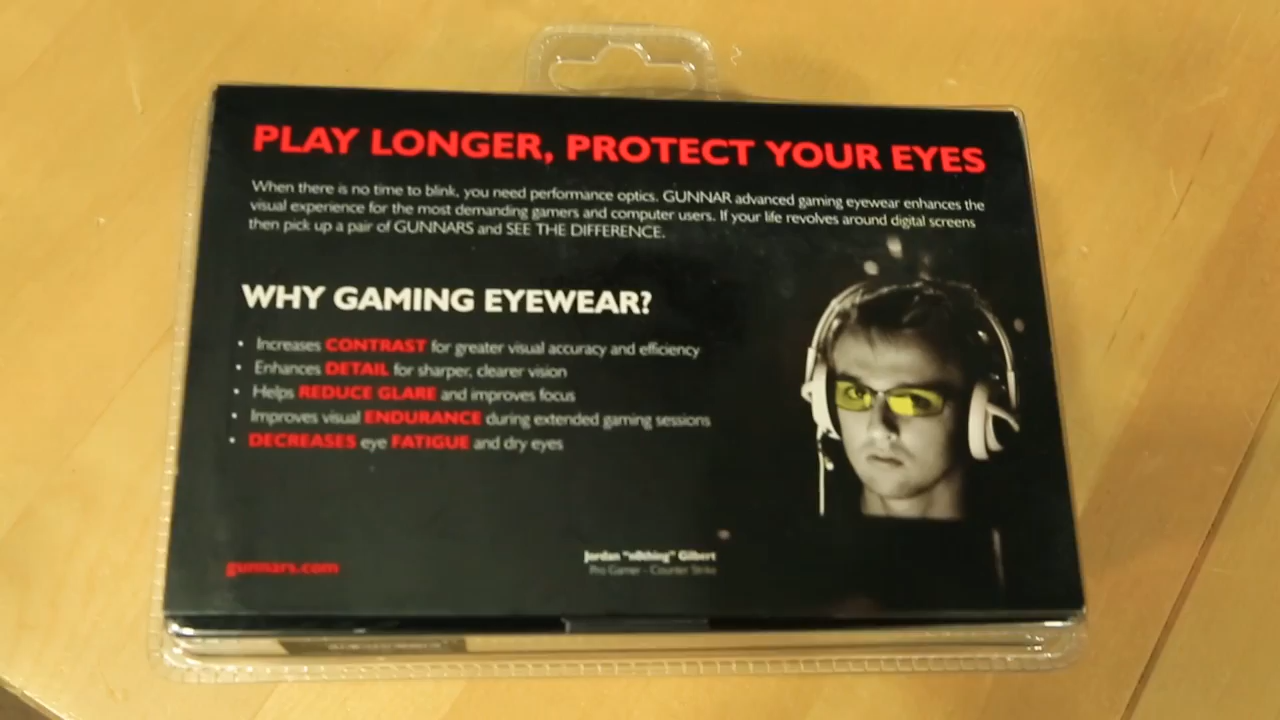 PLAY LONGER, PROTECT YOUR EYES
When there is no time to blink, you need performance optics. GUNNAR advanced gaming eyewear enhances the
visual experience for the most demanding gamers and computer users. If your life revolves around digital screens
then pick up a pair of GUNNARS and SEE THE DIFFERENCE.
WHY GAMING EYEWEAR?
• Increases CONTRAST for greater visual accuracy and efficiency
• Enhances DETAIL for sharper, clearer vision
• Helps REDUCE GLARE and improves focus
• Improves visual ENDURANCE during extended gaming sessions
• DECREASES eye FATIGUE and dry eyes
gunnars.com
Jordan "n0thing" Gilbert
Pro Gamer - Counter Strike